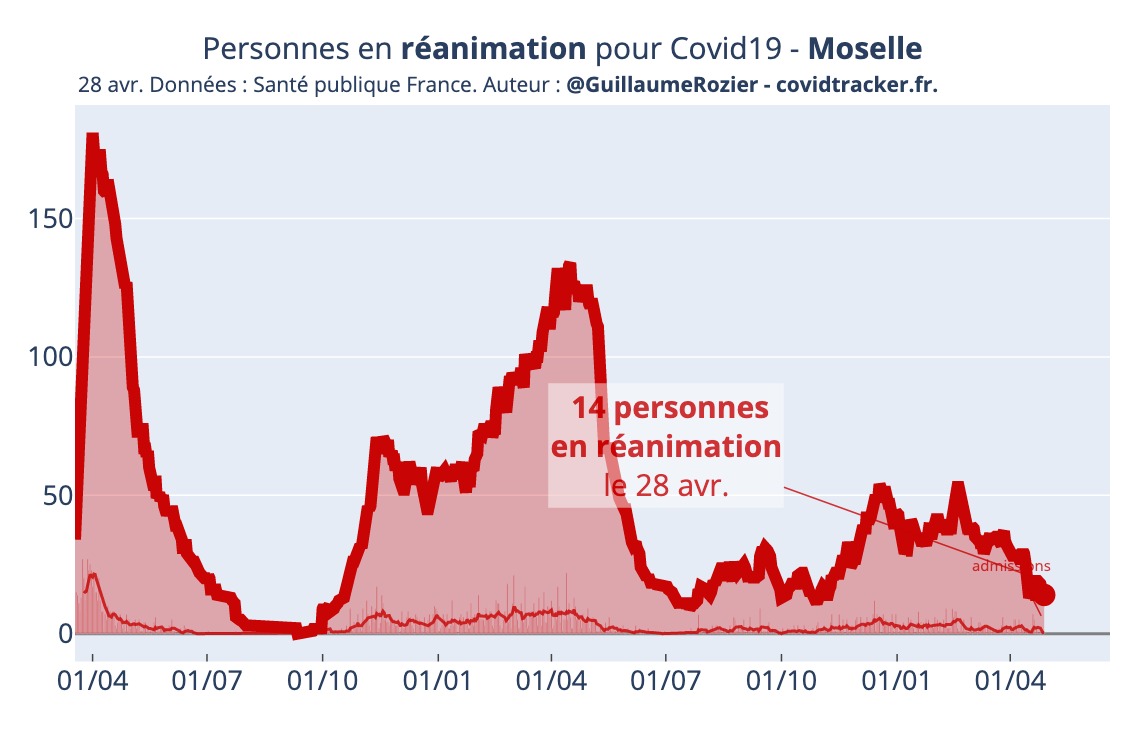 Personnes en réanimation pour Covid19 - Moselle
28 avr. Données : Santé publique France. Auteur : @GuillaumeRozier - covidtracker.fr.
150
100
50
0
14 personnes
en réanimation
le 28 avr.
admissions
01/04 01/07 01/10 01/01 01/04 01/07 01/10 01/01 01/04